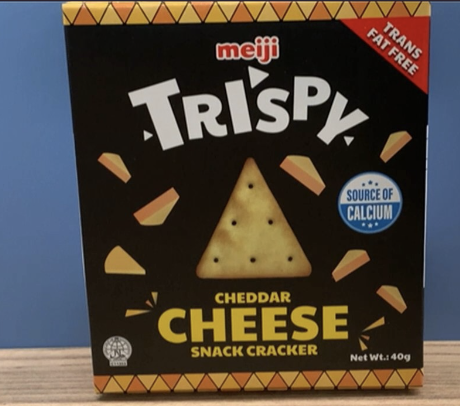 meiji
TRISPY
TRANS
FAT FREE
SOURCE OF
CALCIUM
CHEDDAR
CHEESE
SNACK CRACKER
Net Wt.: 40g